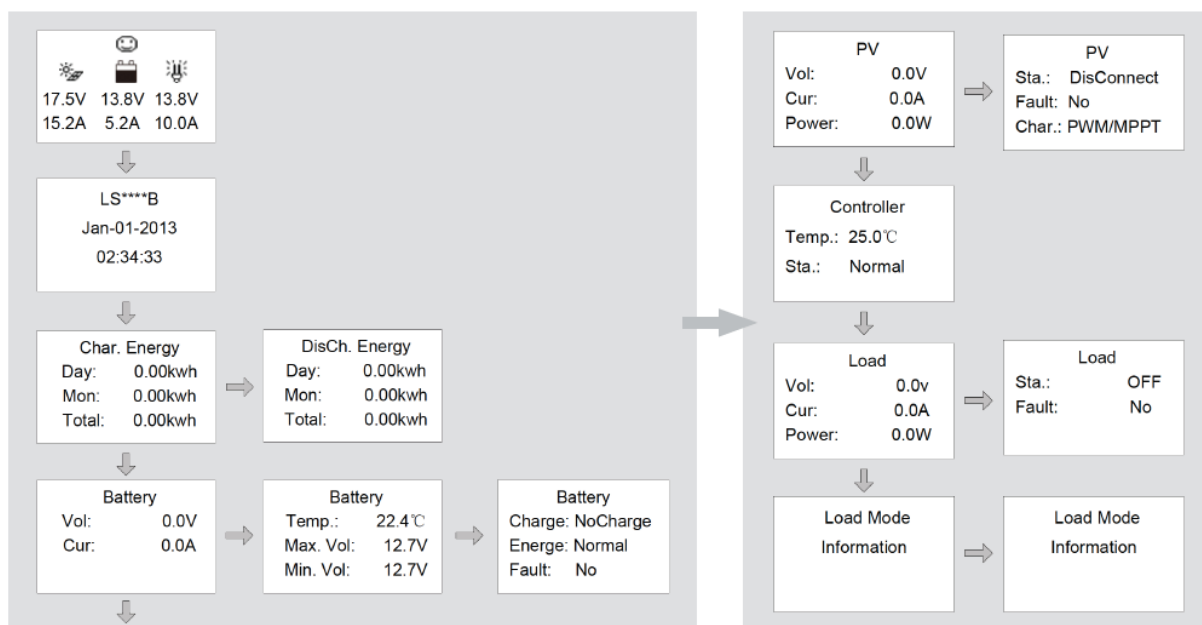 17.5V 13.8V 13.8V
15.2A 5.2A 10.0A
LS****B
Jan-01-2013
02:34:33
Char. Energy
Day: 0.00kwh
Mon: 0.00kwh
Total: 0.00kwh
DisCh. Energy
Day: 0.00kwh
Mon: 0.00kwh
Total: 0.00kwh
Battery
Vol: 0.0V
Cur: 0.0A
Battery
Temp.: 22.4℃
Max. Vol: 12.7V
Min. Vol: 12.7V
Battery
Charge: NoCharge
Energe: Normal
Fault: No
PV
Vol: 0.0V
Cur: 0.0A
Power: 0.0W
PV
Sta.: DisConnect
Fault: No
Char.: PWM/MPPT
Controller
Temp.: 25.0℃
Sta.: Normal
Load
Vol: 0.0v
Cur: 0.0A
Power: 0.0W
Load
Sta.: OFF
Fault: No
Load Mode
Information
Load Mode
Information